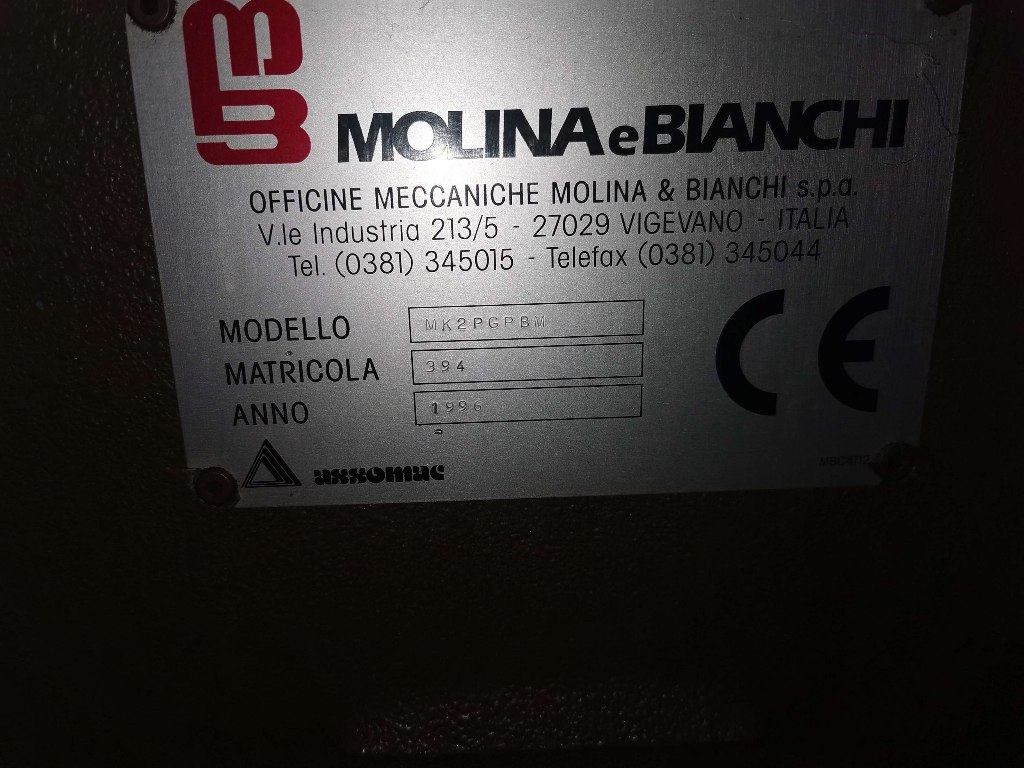 MB
MOLINA e BIANCHI
OFFICINE MECCANICHE MOLINA & BIANCHI s.p.a.
V.le Industria 213/5 - 27029 VIGEVANO - ITALIA
Tel. (0381) 345015 - Telefax (0381) 345044
MODELLO MK2PGPBM
MATRICOLA 394
ANNO 1996
CE
assomac